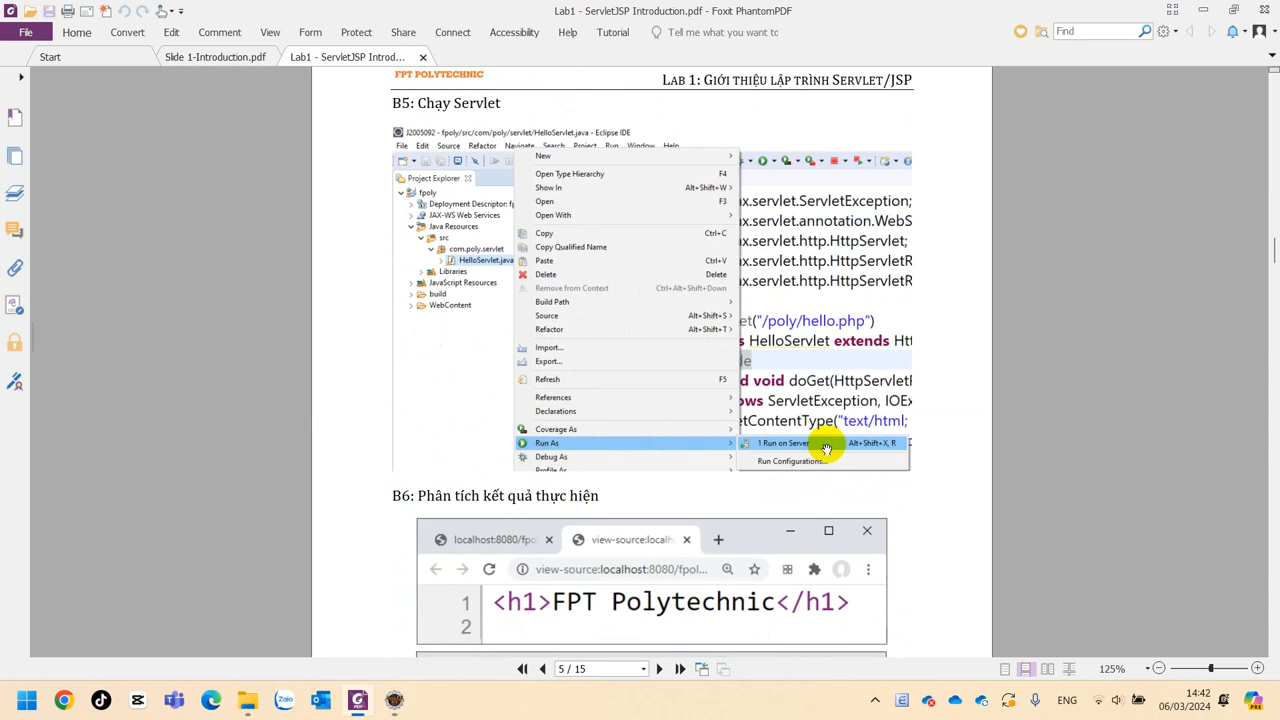 Lab1 - ServletJSP Introduction.pdf - Foxit PhantomPDF
File Home Convert Edit Comment View Form Protect Share Connect Accessibility Help Tutorial Tell me what you want to Find
Start Slide 1-Introduction.pdf Lab1 - ServletJSP Introd...
FPT POLYTECHNIC LAB 1: GIỚI THIỆU LẬP TRÌNH SERVLET/JSP
B5: Chạy Servlet
J2005092 - fpoly/src/com/poly/servlet/HelloServlet.java - Eclipse IDE
File Edit Source Refactor Navigate Search Project Run Window Help
Project Explorer
fpoly
Deployment Descriptor: fp
JAX-WS Web Services
Java Resources
src
com.poly.servlet
HelloServlet.java
Libraries
JavaScript Resources
build
WebContent
New
Open Type Hierarchy F4
Show In Alt+Shift+W
Open F3
Open With
Copy Ctrl+C
Copy Qualified Name
Paste Ctrl+V
Delete Delete
Remove from Context Ctrl+Alt+Shift+Down
Build Path
Source Alt+Shift+S
Refactor Alt+Shift+T
Import...
Export...
Refresh F5
References
Declarations
Coverage As
Run As
Debug As
Profile As
1 Run on Server Alt+Shift+X, R
Run Configurations...
ax.servlet.ServletException;
ax.servlet.annotation.WebS
ax.servlet.http.HttpServlet;
ax.servlet.http.HttpServletR
ax.servlet.http.HttpServletR
et("/poly/hello.php")
s HelloServlet extends Htt
de
d void doGet(HttpServletR
ows ServletException, IOEx
etContentType("text/html;
B6: Phân tích kết quả thực hiện
localhost:8080/fpo view-source:localh
view-source:localhost:8080/fpol...
1 <h1>FPT Polytechnic</h1>
2
5 / 15 125%
Zalo ENG 14:42
06/03/2024